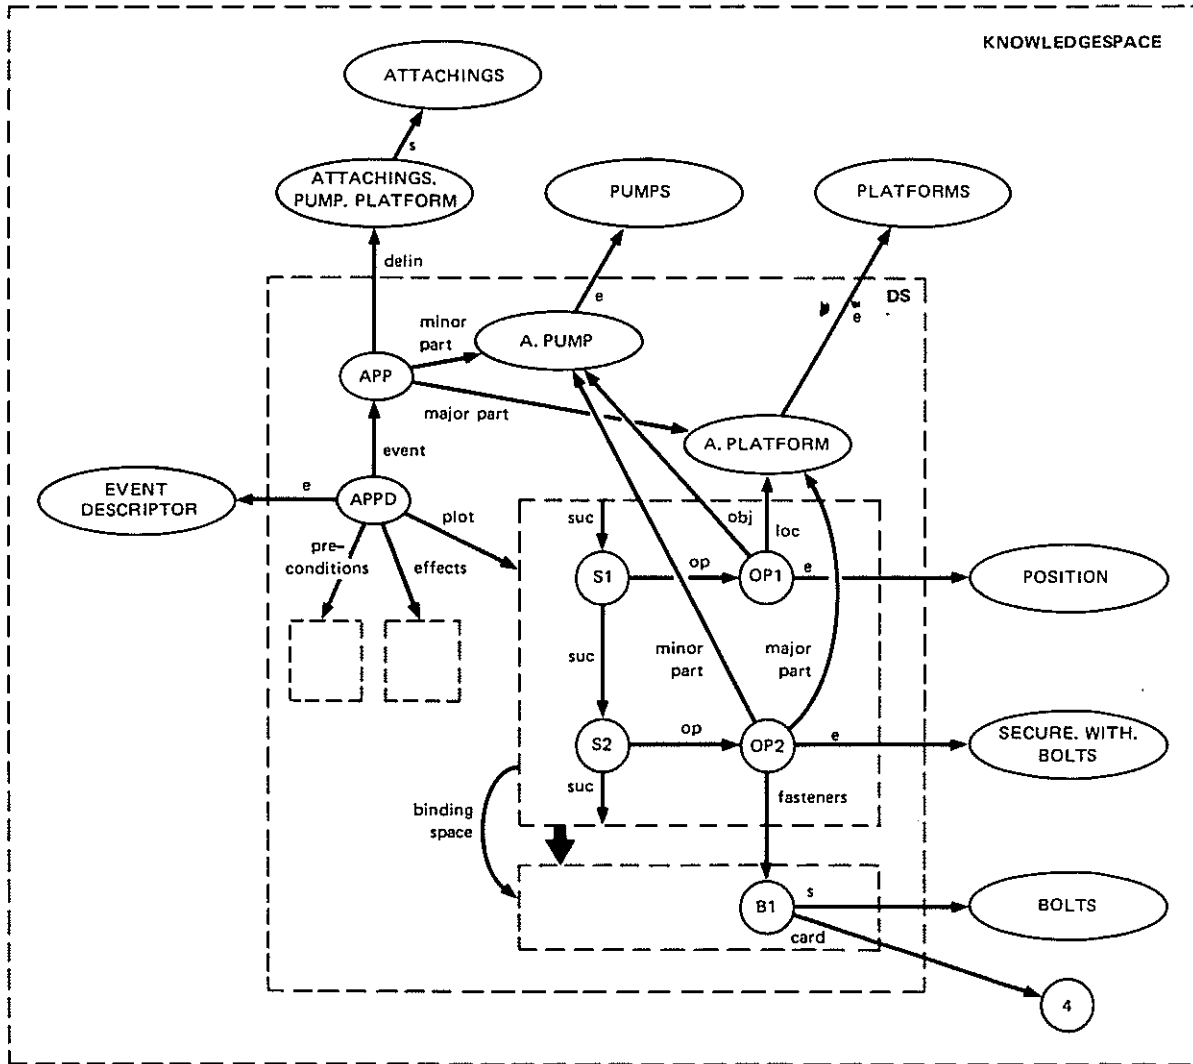 KNOWLEDGESPACE
ATTACHINGS
s
ATTACHINGS.
PUMP. PLATFORM
PUMPS
PLATFORMS
delin
e
DS
e
minor
part
A. PUMP
APP
major part
A. PLATFORM
event
EVENT
DESCRIPTOR
e
APPD
plot
suc
obj
loc
pre-
conditions
effects
S1
op
OP1
e
POSITION
suc
minor
part
major
part
S2
op
OP2
e
SECURE. WITH.
BOLTS
suc
fasteners
binding
space
B1
s
BOLTS
card
4